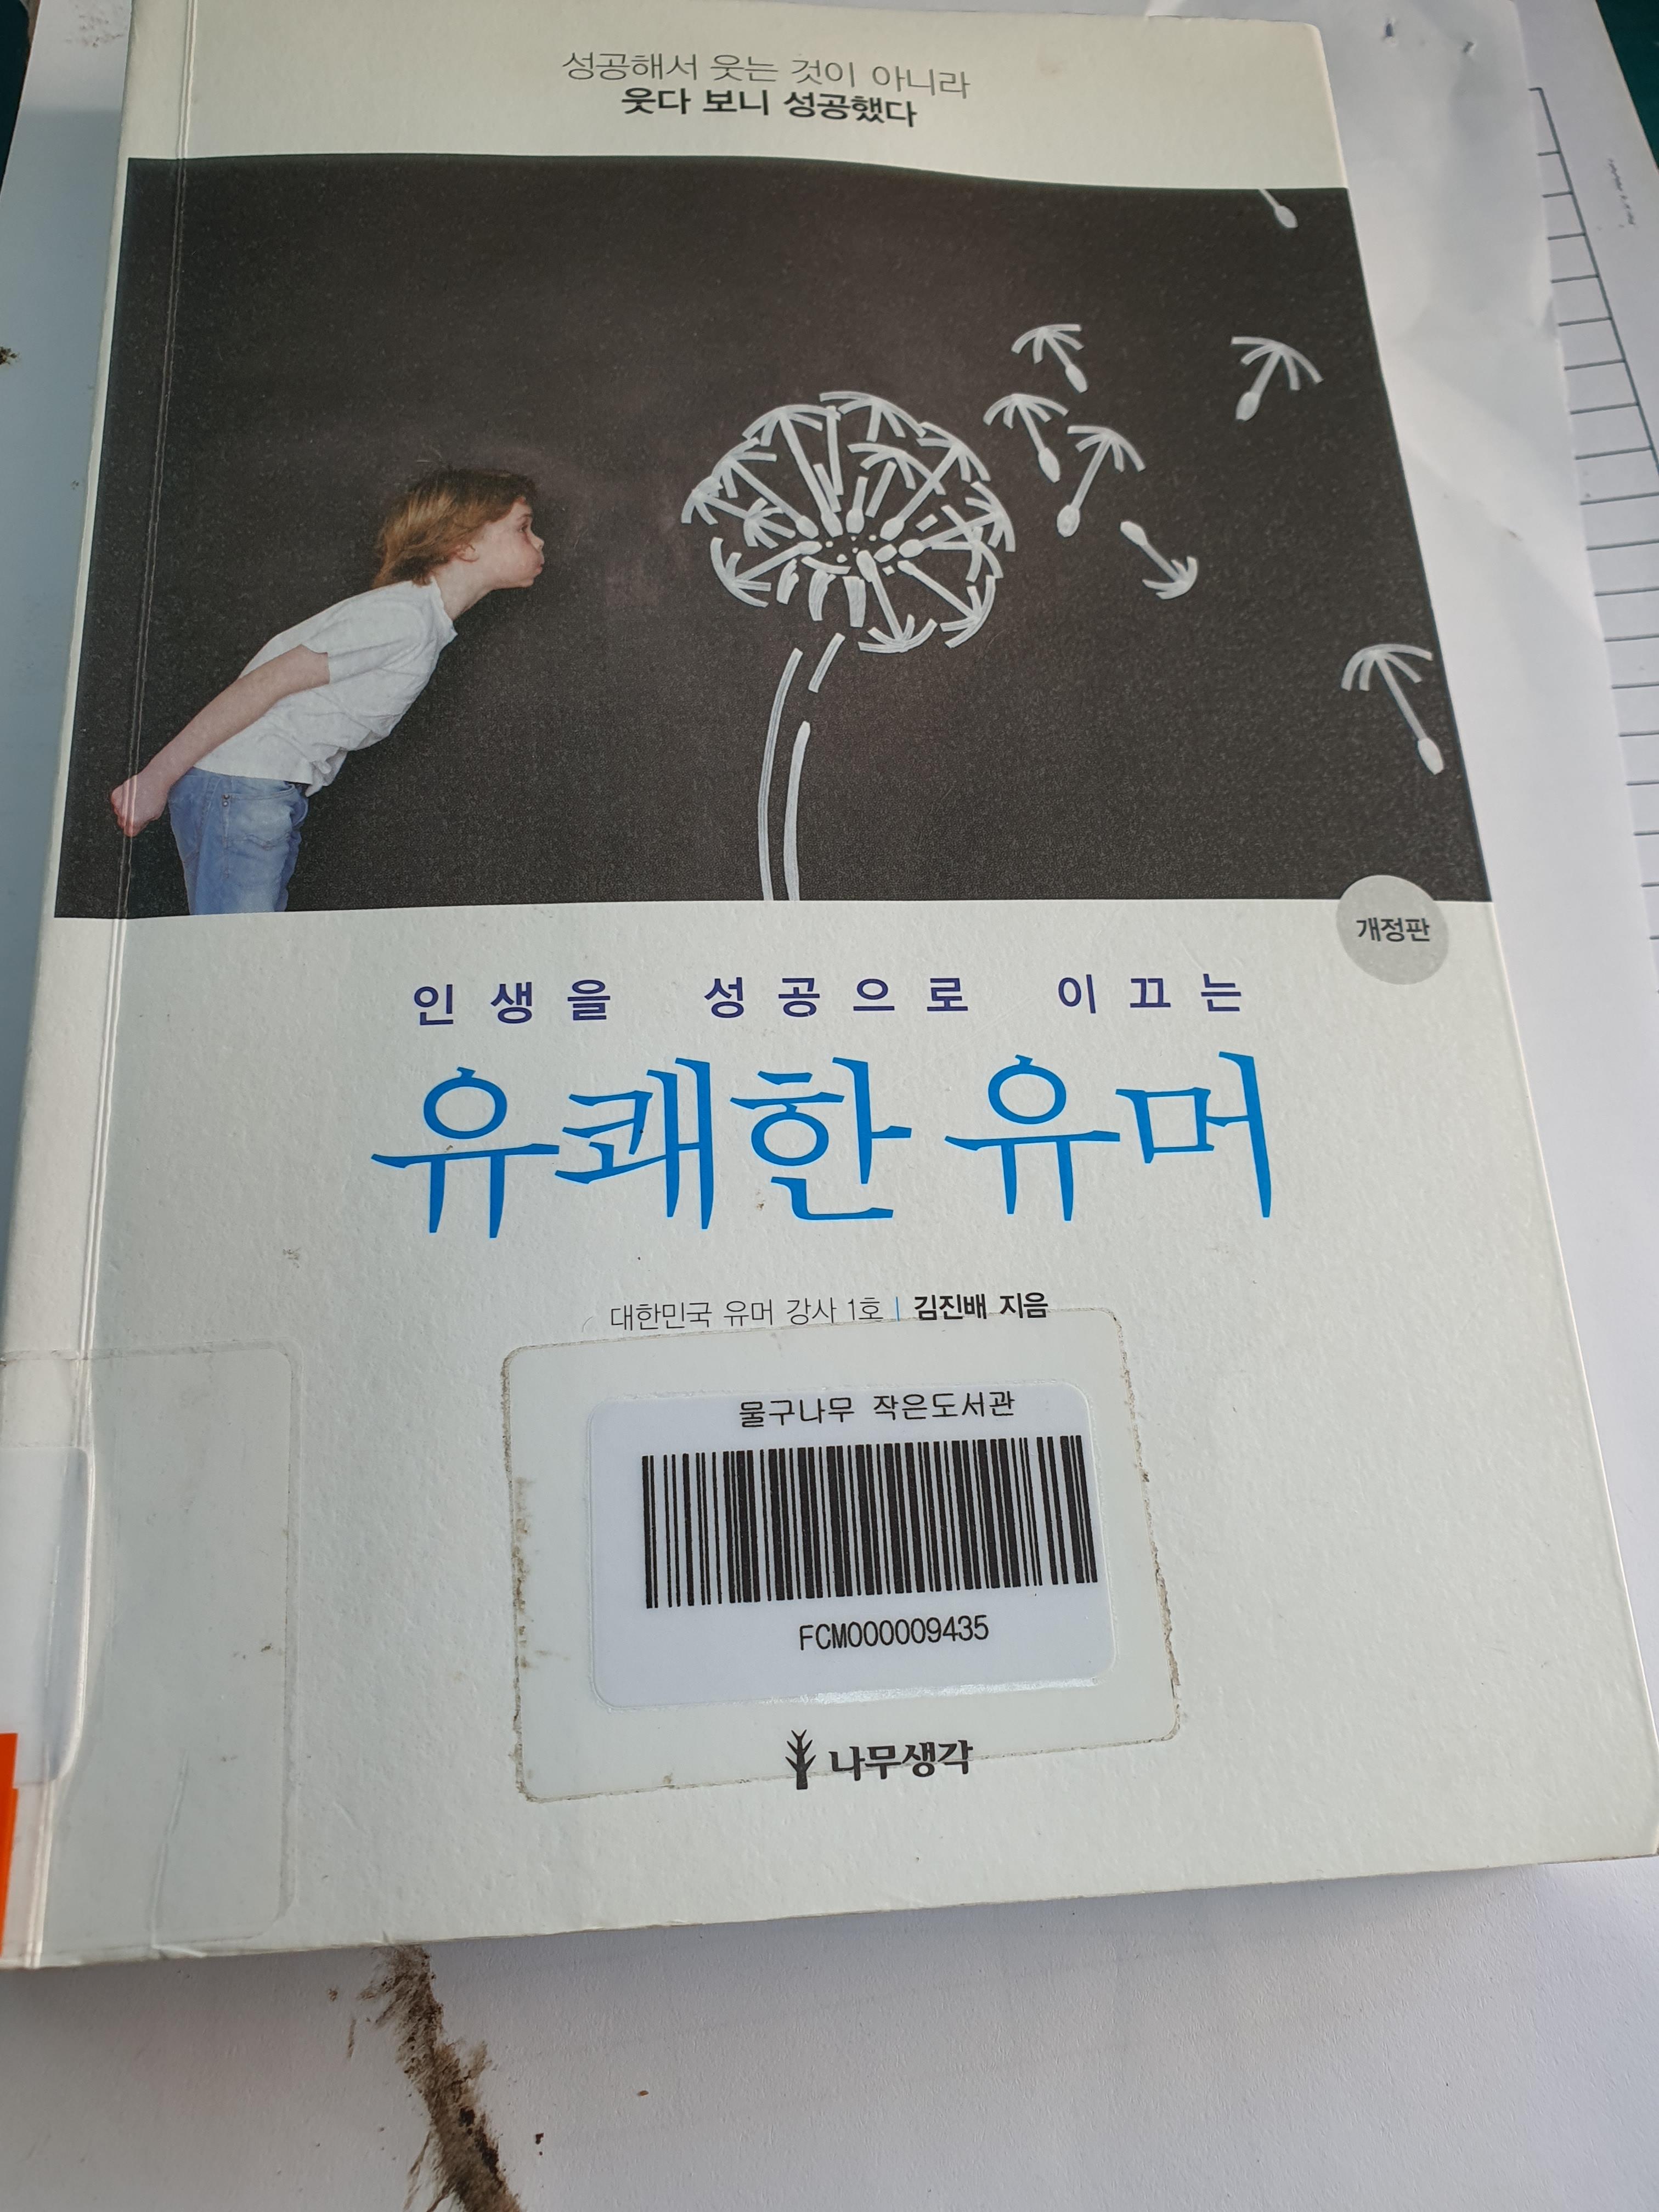 성공해서 웃는 것이 아니라
웃다 보니 성공했다
개정판
인생을 성공으로 이끄는
유쾌한 유머
대한민국 유머 강사 1호 | 김진배 지음
물구나무 작은도서관
FCM000009435
나무생각